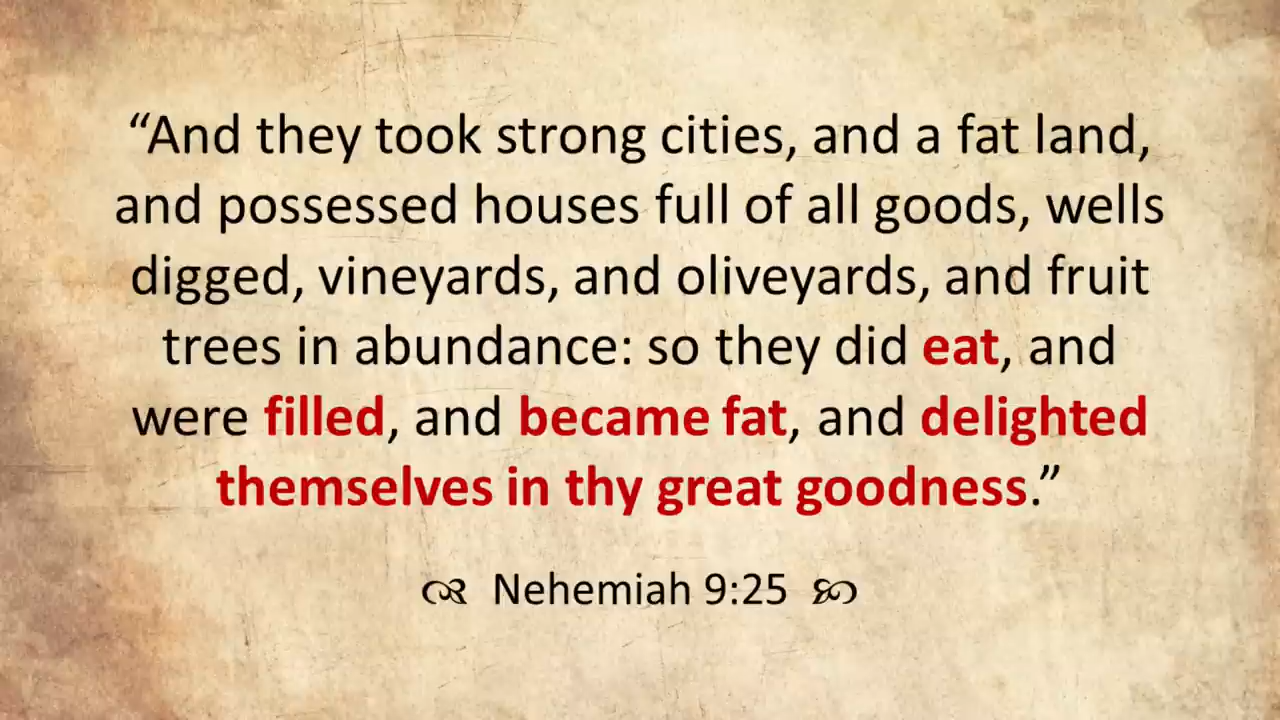 “And they took strong cities, and a fat land,
and possessed houses full of all goods, wells
digged, vineyards, and oliveyards, and fruit
trees in abundance: so they did eat, and
were filled, and became fat, and delighted
themselves in thy great goodness.”
Nehemiah 9:25